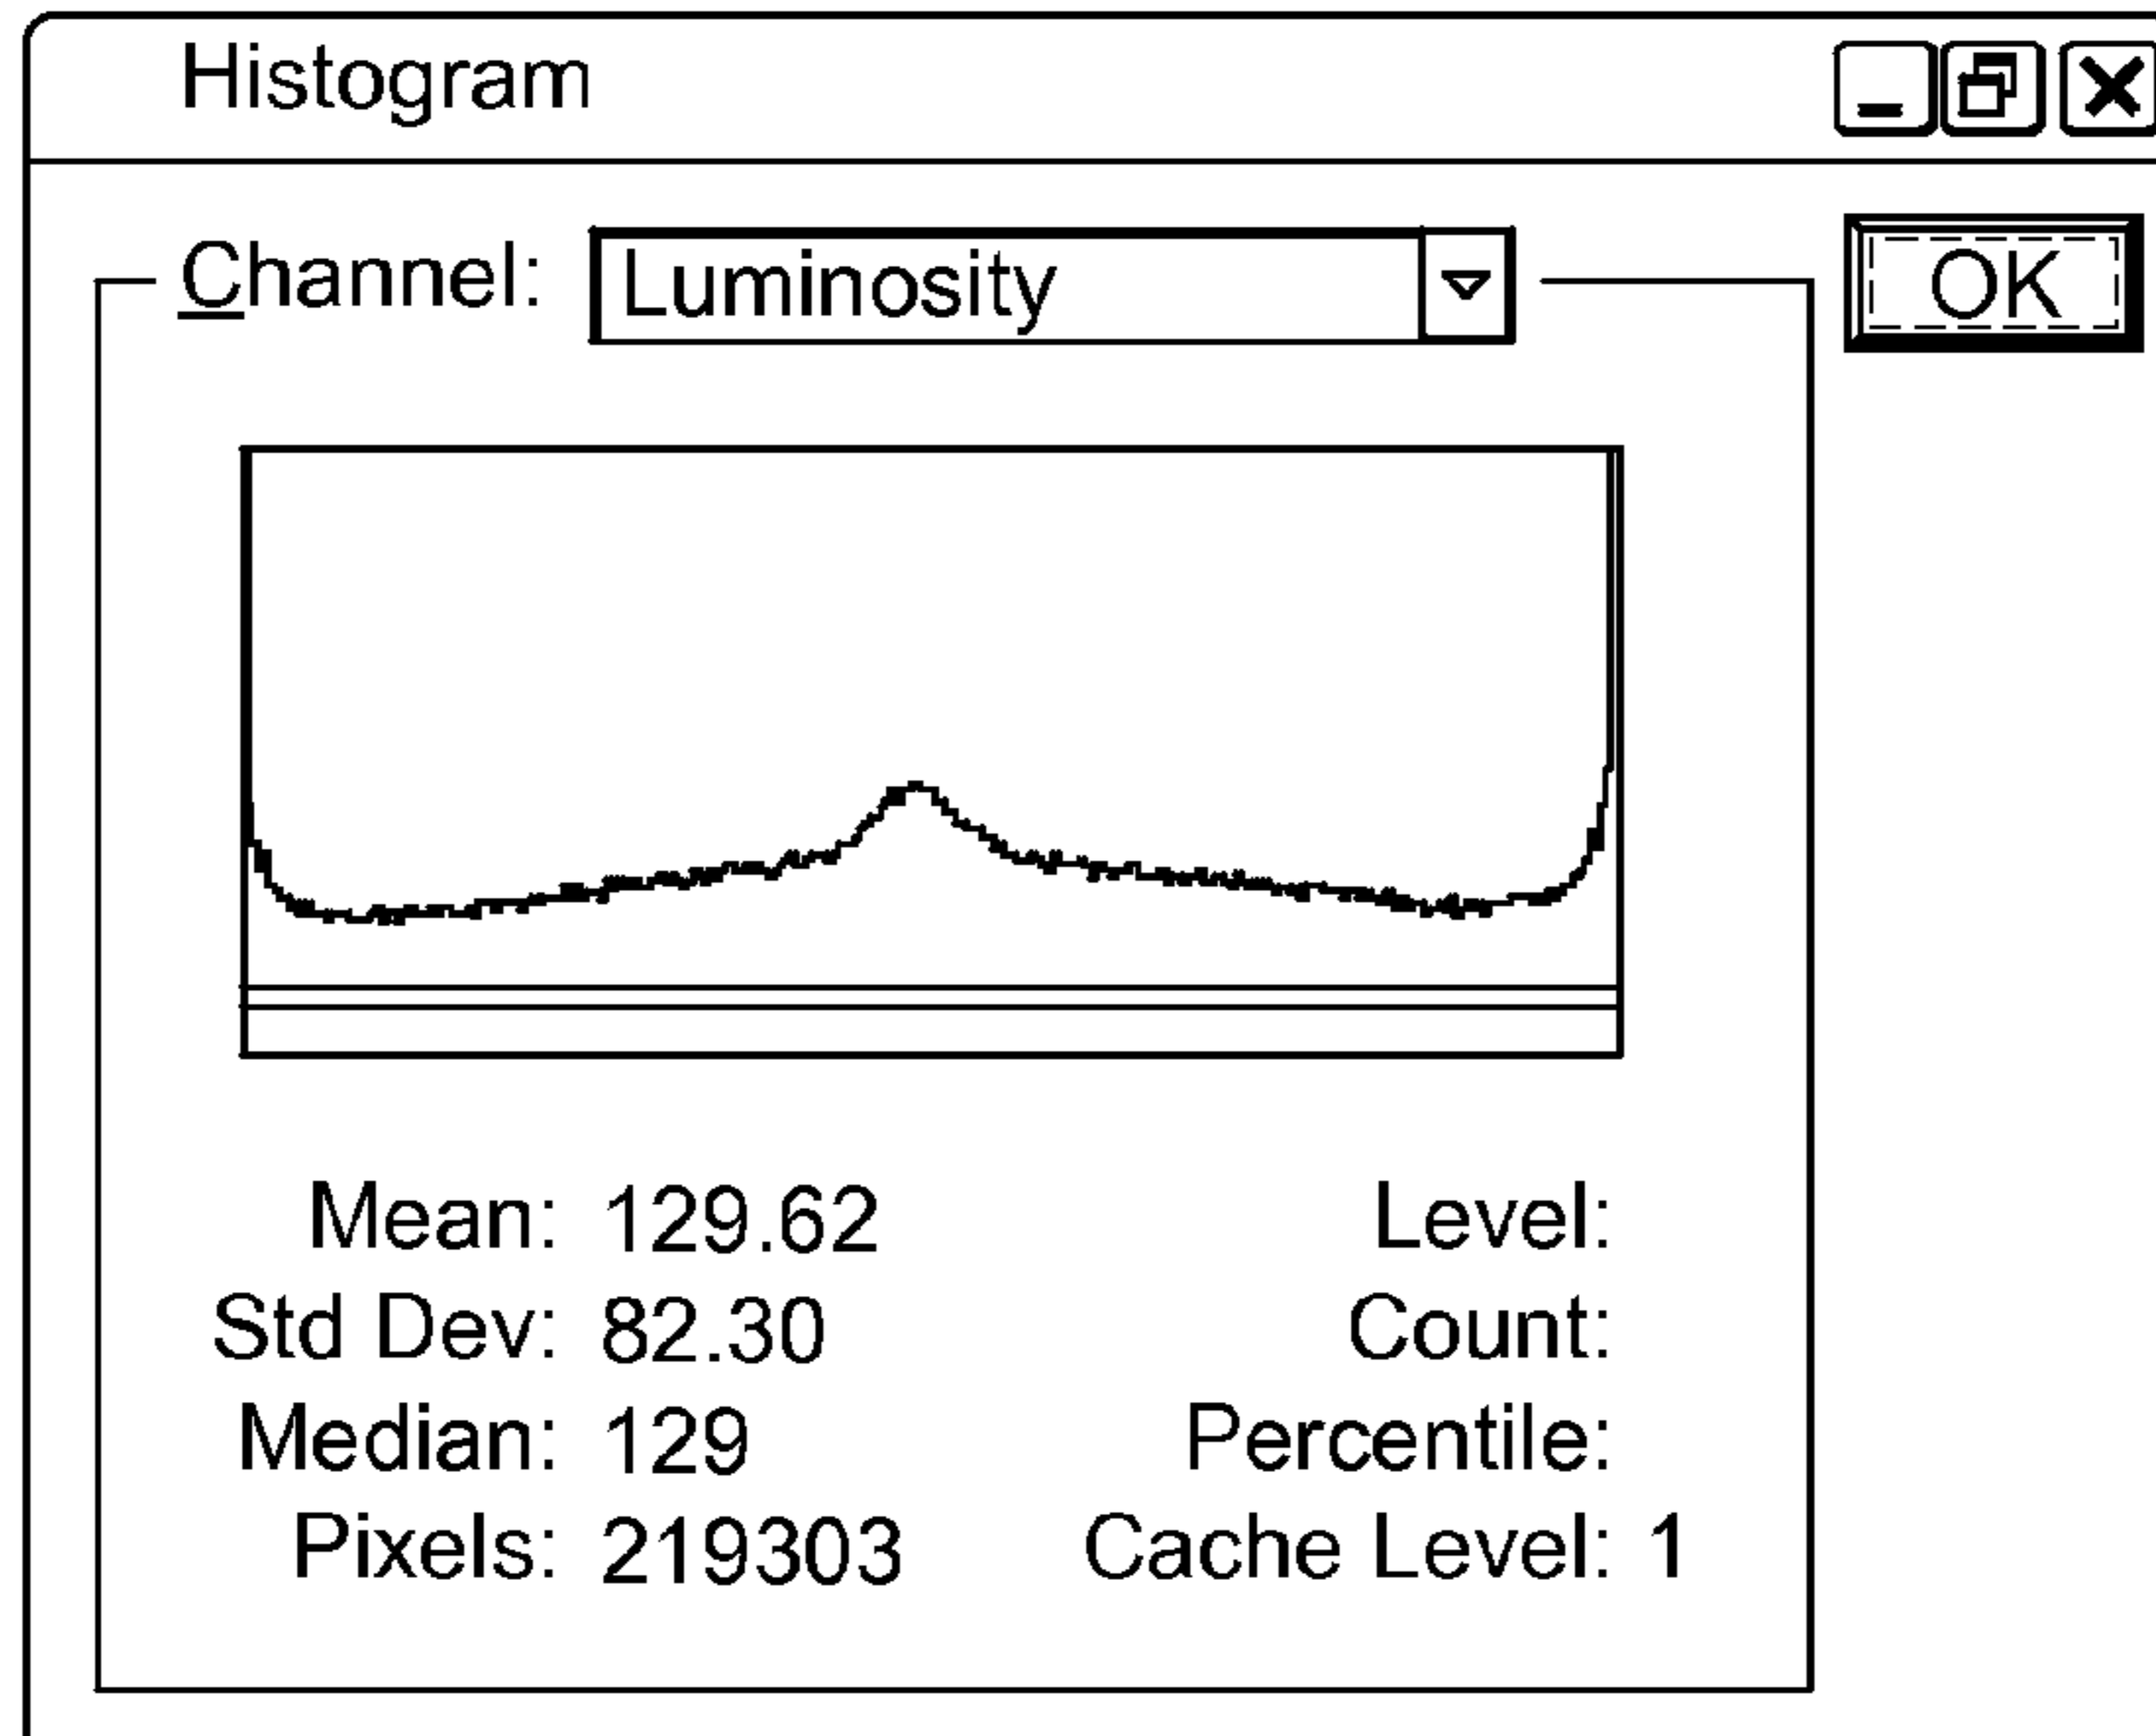 Histogram
Channel: Luminosity OK
Mean: 129.62 Level:
Std Dev: 82.30 Count:
Median: 129 Percentile:
Pixels: 219303 Cache Level: 1